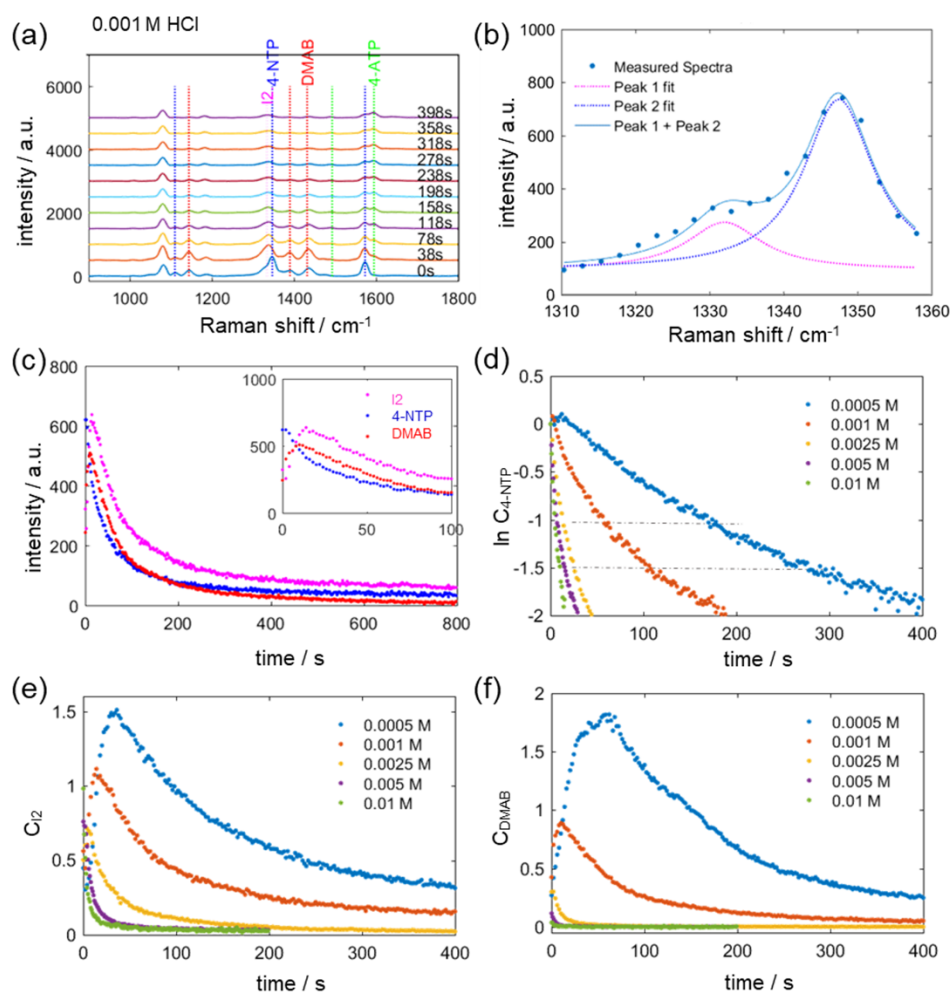 (a)
0.001 M HCl
I2
4-NTP
DMAB
4-ATP
6000
4000
2000
0
intensity / a.u.
398s
358s
318s
278s
238s
198s
158s
118s
78s
38s
0s
1000 1200 1400 1600 1800
Raman shift / cm⁻¹
(b)
1000
800
600
400
200
0
intensity / a.u.
Measured Spectra
Peak 1 fit
Peak 2 fit
Peak 1 + Peak 2
1310 1320 1330 1340 1350 1360
Raman shift / cm⁻¹
(c)
800
600
400
200
0
intensity / a.u.
1000
500
0
I2
4-NTP
DMAB
0 50 100
0 200 400 600 800
time / s
(d)
0
-0.5
-1
-1.5
-2
ln C4-NTP
0.0005 M
0.001 M
0.0025 M
0.005 M
0.01 M
0 100 200 300 400
time / s
(e)
1.5
1
0.5
0
CI2
0.0005 M
0.001 M
0.0025 M
0.005 M
0.01 M
0 100 200 300 400
time / s
(f)
2
1.5
1
0.5
0
CDMAB
0.0005 M
0.001 M
0.0025 M
0.005 M
0.01 M
0 100 200 300 400
time / s